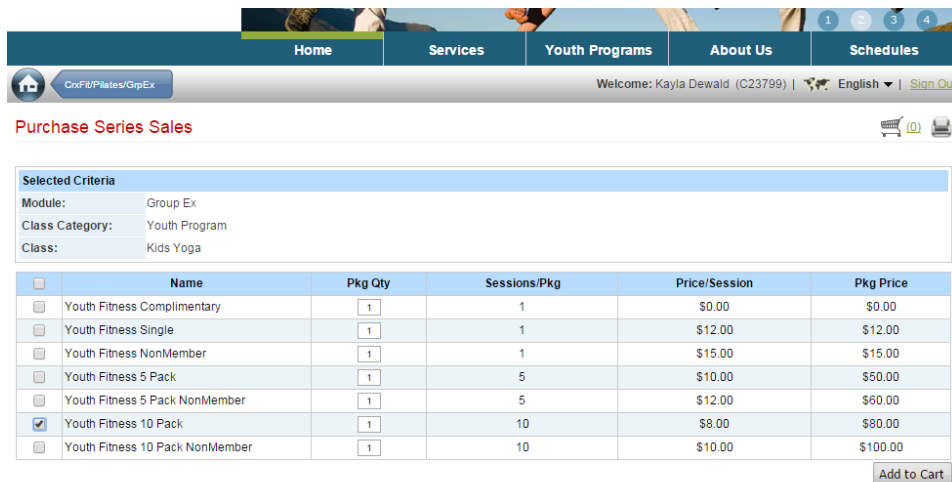 1 2 3 4
Home Services Youth Programs About Us Schedules
CrxFit/Pilates/GrpEx Welcome: Kayla Dewald (C23799) | English | Sign Ou
Purchase Series Sales (0)
Selected Criteria
Module: Group Ex
Class Category: Youth Program
Class: Kids Yoga
Name Pkg Qty Sessions/Pkg Price/Session Pkg Price
Youth Fitness Complimentary 1 1 $0.00 $0.00
Youth Fitness Single 1 1 $12.00 $12.00
Youth Fitness NonMember 1 1 $15.00 $15.00
Youth Fitness 5 Pack 1 5 $10.00 $50.00
Youth Fitness 5 Pack NonMember 1 5 $12.00 $60.00
Youth Fitness 10 Pack 1 10 $8.00 $80.00
Youth Fitness 10 Pack NonMember 1 10 $10.00 $100.00
Add to Cart